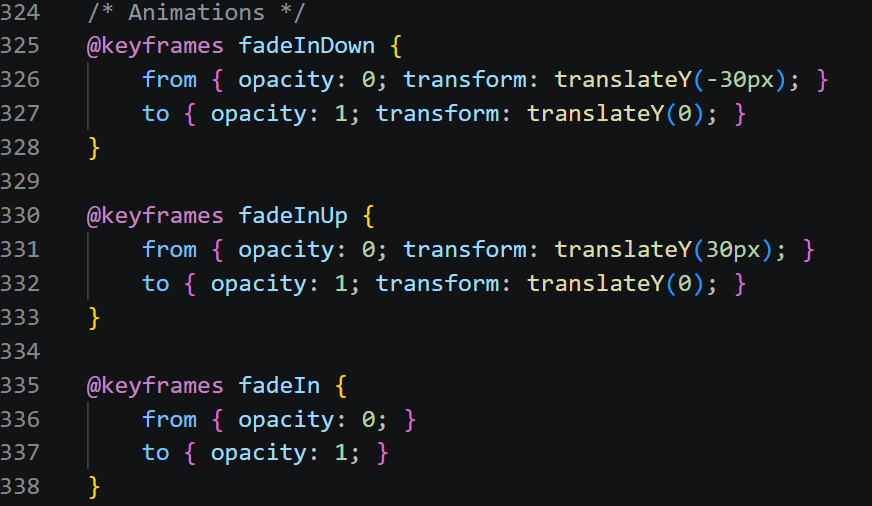 324 /* Animations */
325 @keyframes fadeInDown {
326 from { opacity: 0; transform: translateY(-30px); }
327 to { opacity: 1; transform: translateY(0); }
328 }
329
330 @keyframes fadeInUp {
331 from { opacity: 0; transform: translateY(30px); }
332 to { opacity: 1; transform: translateY(0); }
333 }
334
335 @keyframes fadeIn {
336 from { opacity: 0; }
337 to { opacity: 1; }
338 }